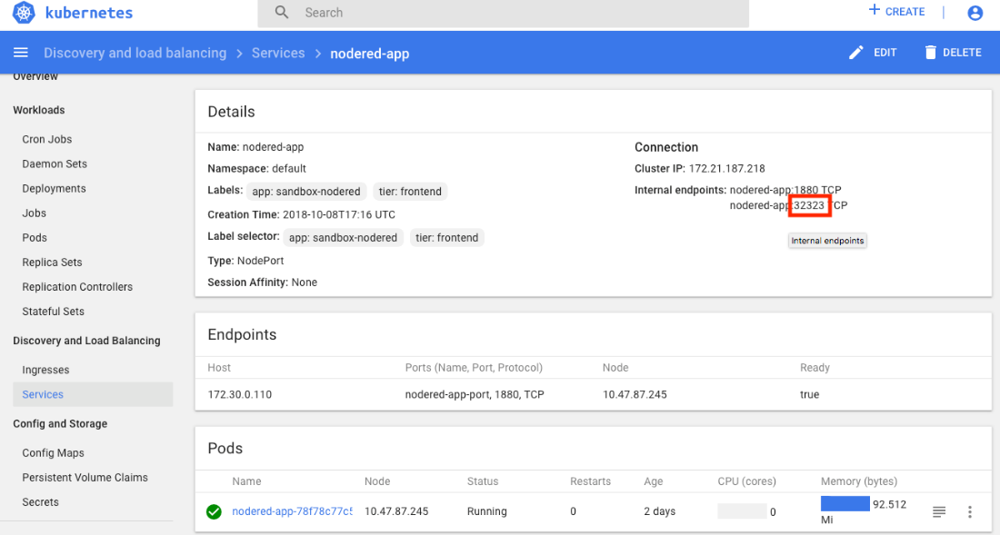 kubernetes
Search
CREATE
Discovery and load balancing > Services > nodered-app
EDIT
DELETE
Overview
Workloads
Cron Jobs
Daemon Sets
Deployments
Jobs
Pods
Replica Sets
Replication Controllers
Stateful Sets
Discovery and Load Balancing
Ingresses
Services
Config and Storage
Config Maps
Persistent Volume Claims
Secrets
Details
Name: nodered-app
Namespace: default
Labels: app: sandbox-nodered tier: frontend
Creation Time: 2018-10-08T17:16 UTC
Label selector: app: sandbox-nodered tier: frontend
Type: NodePort
Session Affinity: None
Connection
Cluster IP: 172.21.187.218
Internal endpoints: nodered-app:1880 TCP
nodered-app:32323 TCP
Internal endpoints
Endpoints
Host Ports (Name, Port, Protocol) Node Ready
172.30.0.110 nodered-app-port, 1880, TCP 10.47.87.245 true
Pods
Name Node Status Restarts Age CPU (cores) Memory (bytes)
nodered-app-78f78c77c5 10.47.87.245 Running 0 2 days 0 92.512
Mi